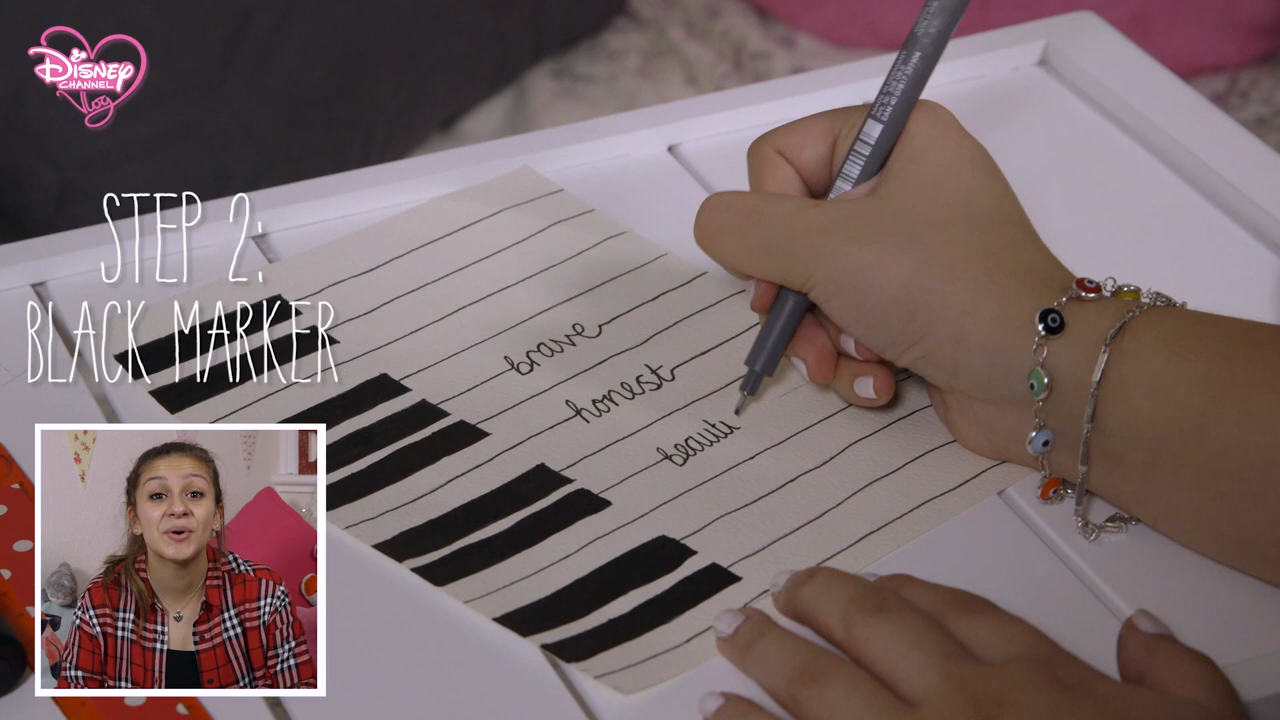 Disney
CHANNEL
Vlog
STEP 2:
BLACK MARKER
brave
honest
beauti